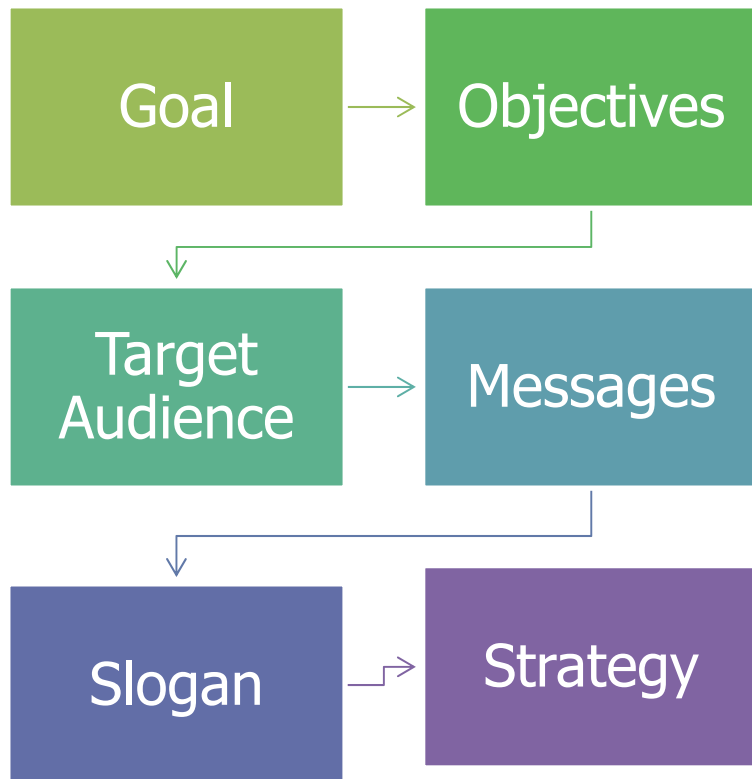 Goal
Objectives
Target
Audience
Messages
Slogan
Strategy